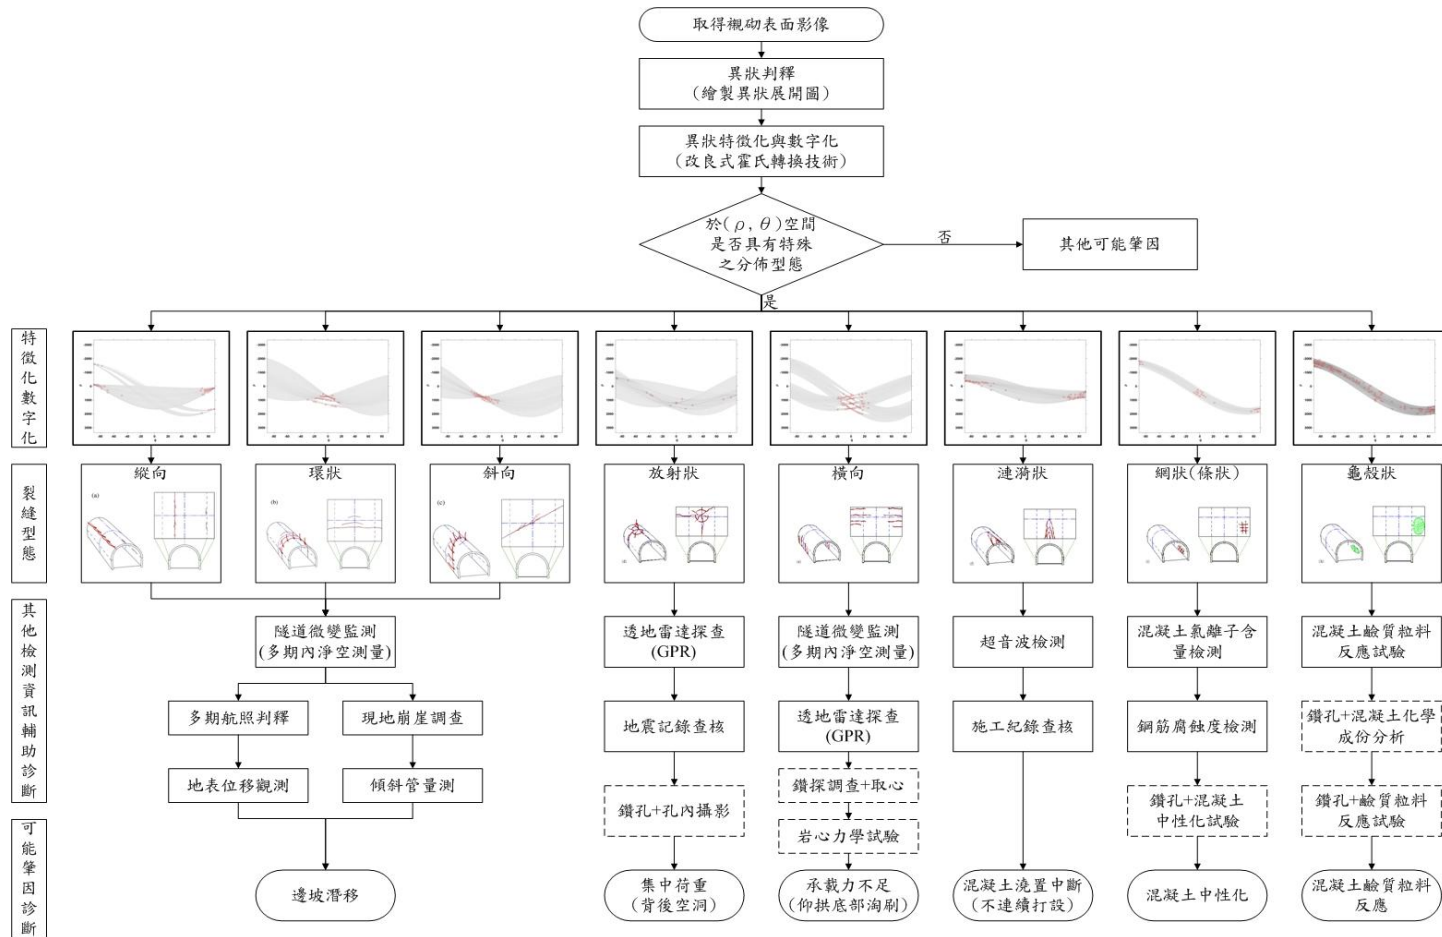 取得襯砌表面影像
異狀判釋
(繪製異狀展開圖)
異狀特徵化與數字化
(改良式霍氏轉換技術)
於(ρ, θ)空間
是否具有特殊
之分佈型態
否
其他可能肇因
是
特徵化數字化
裂縫型態
縱向
環狀
斜向
放射狀
橫向
漣漪狀
網狀(條狀)
龜殼狀
(a)
(b)
(c)
其他檢測資訊輔助診斷
隧道微變監測
(多期內淨空測量)
透地雷達探查
(GPR)
隧道微變監測
(多期內淨空測量)
超音波檢測
混凝土氯離子含
量檢測
混凝土鹼質粒料
反應試驗
多期航照判釋
現地崩崖調查
地震記錄查核
透地雷達探查
(GPR)
施工紀錄查核
鋼筋腐蝕度檢測
鑽孔+混凝土化學
成份分析
地表位移觀測
傾斜管量測
鑽孔+孔內攝影
鑽探調查+取心
岩心力學試驗
鑽孔+混凝土
中性化試驗
鑽孔+鹼質粒料
反應試驗
可能肇因診斷
邊坡潛移
集中荷重
(背後空洞)
承載力不足
(仰拱底部淘刷)
混凝土澆置中斷
(不連續打設)
混凝土中性化
混凝土鹼質粒料
反應